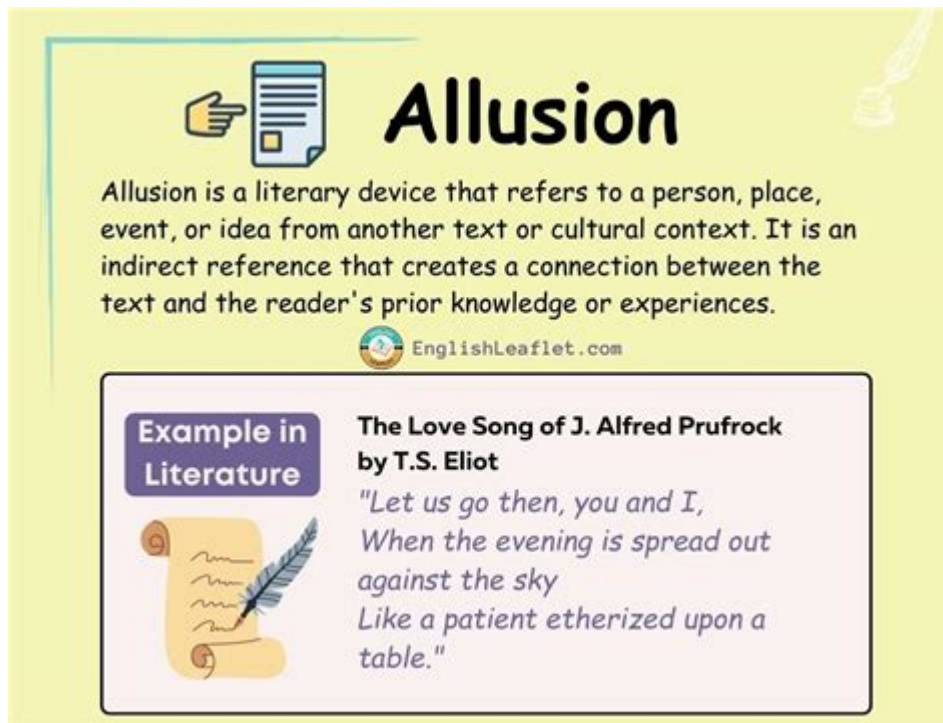 Allusion
Allusion is a literary device that refers to a person, place,
event, or idea from another text or cultural context. It is an
indirect reference that creates a connection between the
text and the reader's prior knowledge or experiences.
EnglishLeaflet.com
Example in
Literature
The Love Song of J. Alfred Prufrock
by T.S. Eliot
"Let us go then, you and I,
When the evening is spread out
against the sky
Like a patient etherized upon a
table."